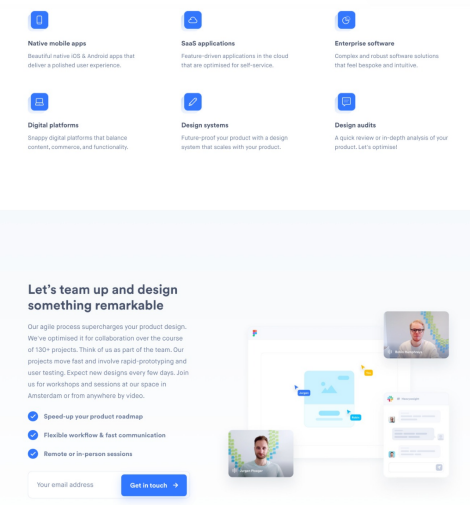 Native mobile apps
Beautiful native iOS & Android apps that
deliver a polished user experience.
SaaS applications
Feature-driven applications in the cloud
that are optimised for self-service.
Enterprise software
Complex and robust software solutions
that feel bespoke and intuitive.
Digital platforms
Snappy digital platforms that balance
content, commerce, and functionality.
Design systems
Future-proof your product with a design
system that scales with your product.
Design audits
A quick review or in-depth analysis of your
product. Let's optimise!
Let's team up and design
something remarkable
Our agile process supercharges your product design.
We've optimised it for collaboration over the course
of 130+ projects. Think of us as part of the team. Our
projects move fast and involve rapid-prototyping and
user testing. Expect new designs every few days. Join
us for workshops and sessions at our space in
Amsterdam or from anywhere by video.
Speed-up your product roadmap
Flexible workflow & fast communication
Remote or in-person sessions
Your email address
Get in touch